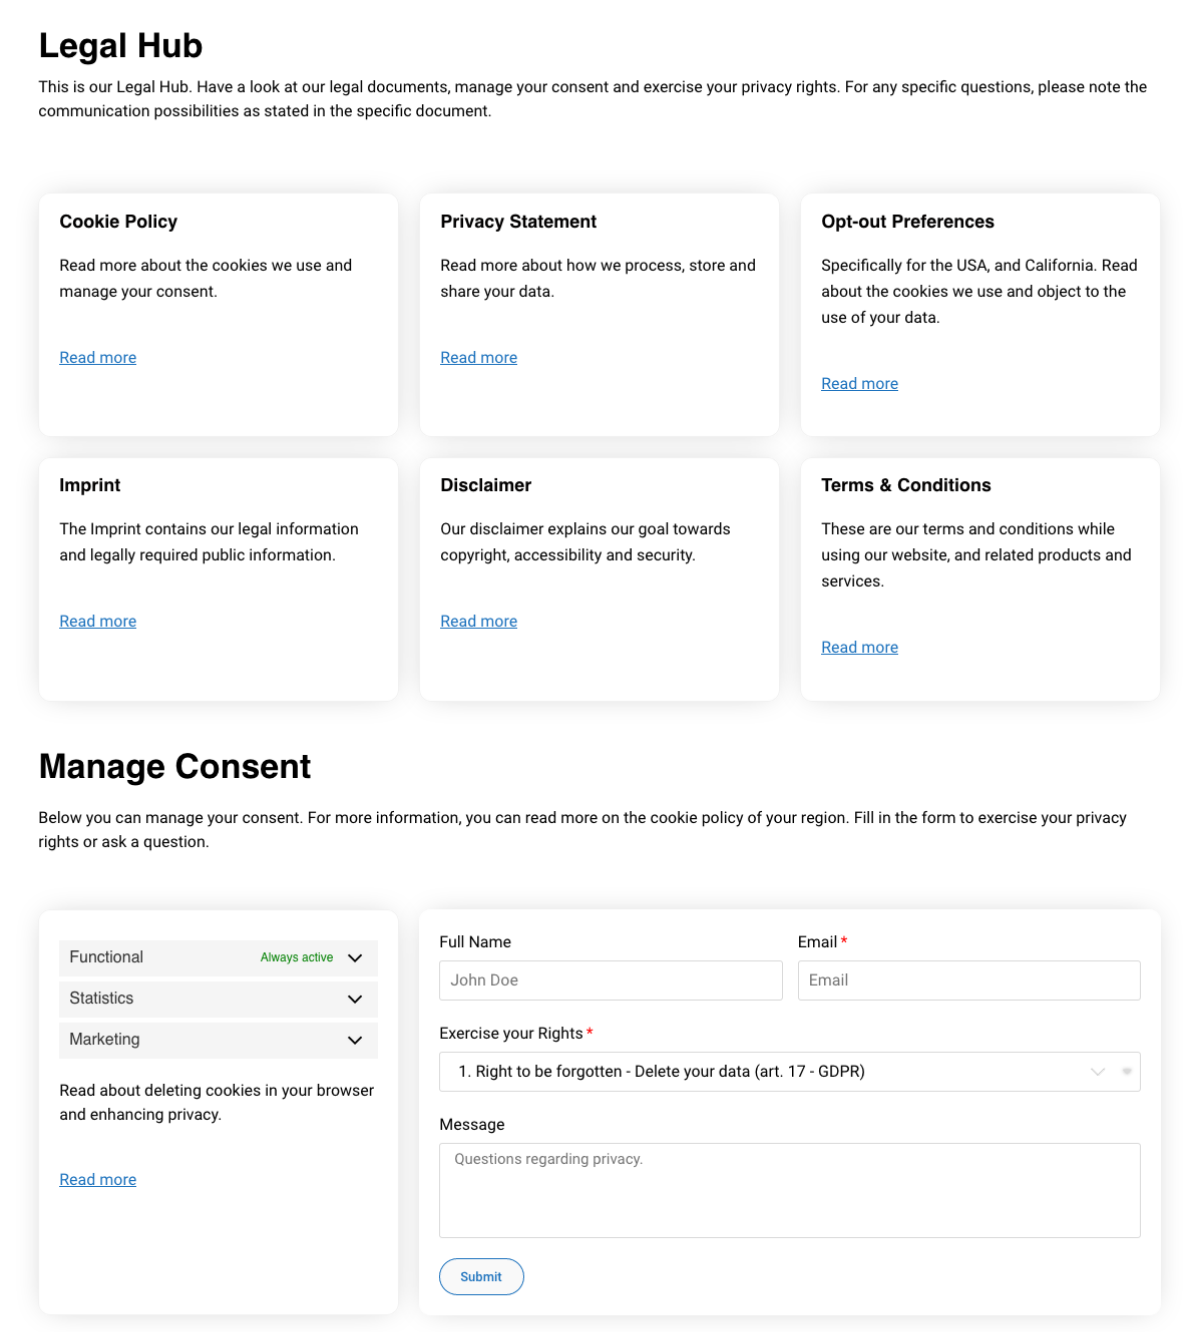 Legal Hub
This is our Legal Hub. Have a look at our legal documents, manage your consent and exercise your privacy rights. For any specific questions, please note the
communication possibilities as stated in the specific document.
Cookie Policy
Read more about the cookies we use and
manage your consent.
Read more
Privacy Statement
Read more about how we process, store and
share your data.
Read more
Opt-out Preferences
Specifically for the USA, and California. Read
about the cookies we use and object to the
use of your data.
Read more
Imprint
The Imprint contains our legal information
and legally required public information.
Read more
Disclaimer
Our disclaimer explains our goal towards
copyright, accessibility and security.
Read more
Terms & Conditions
These are our terms and conditions while
using our website, and related products and
services.
Read more
Manage Consent
Below you can manage your consent. For more information, you can read more on the cookie policy of your region. Fill in the form to exercise your privacy
rights or ask a question.
Functional Always active
Statistics
Marketing
Read about deleting cookies in your browser
and enhancing privacy.
Read more
Full Name
John Doe
Email *
Email
Exercise your Rights *
1. Right to be forgotten - Delete your data (art. 17 - GDPR)
Message
Questions regarding privacy.
Submit